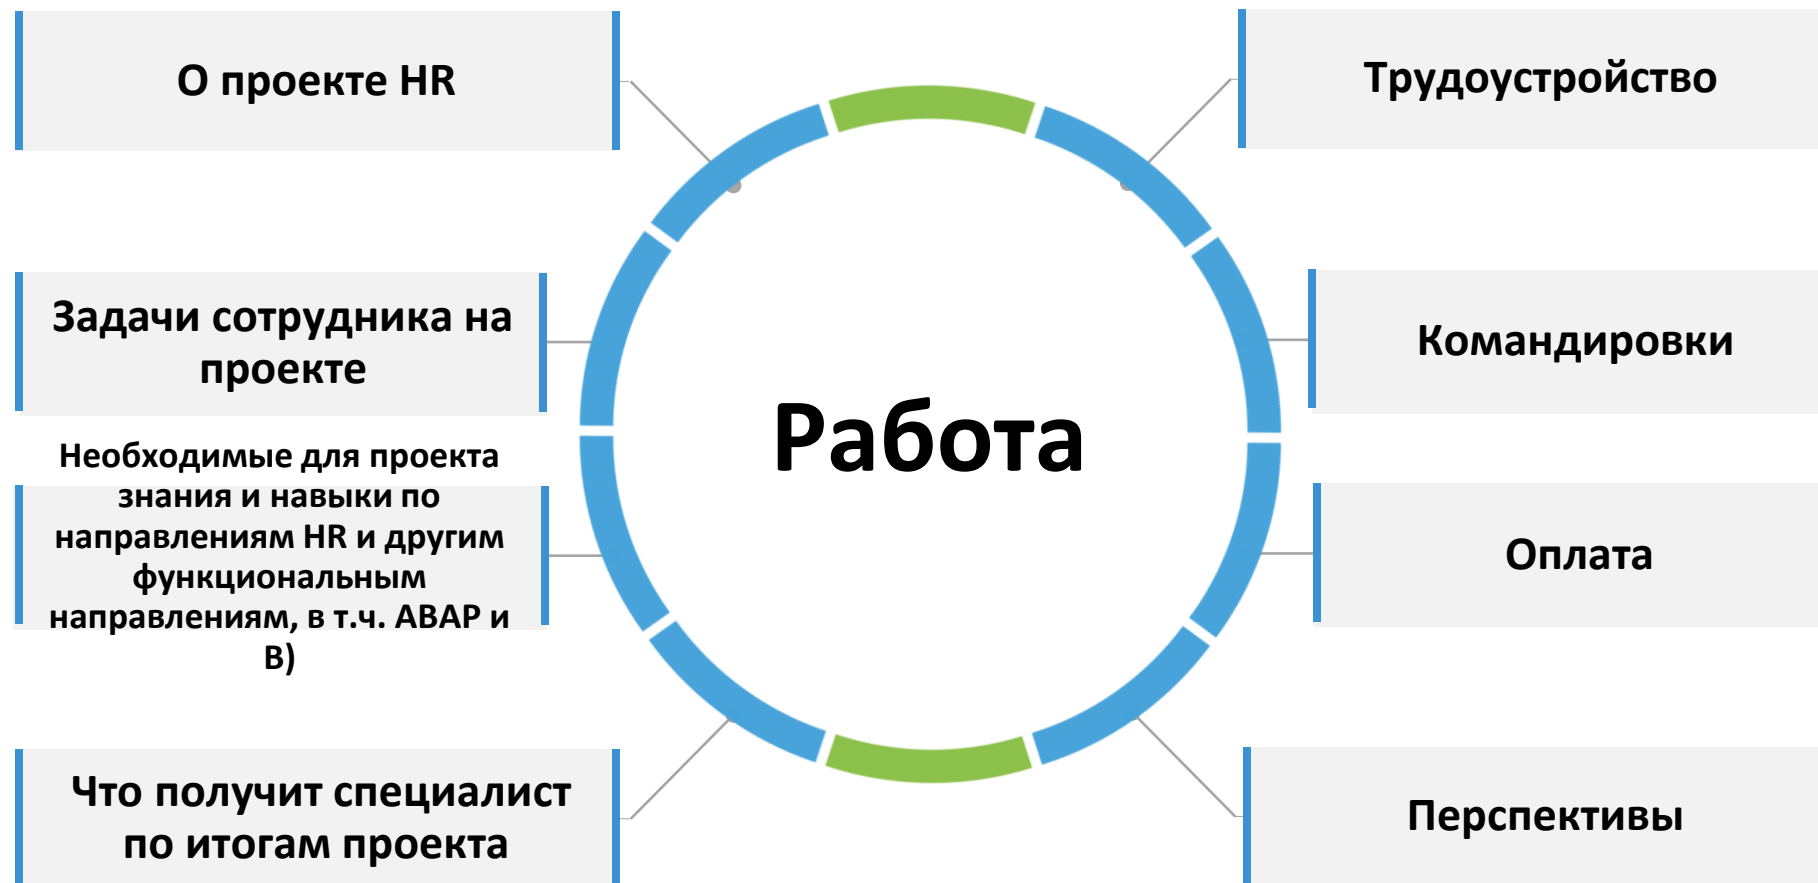 О проекте HR
Задачи сотрудника на
проекте
Необходимые для проекта
знания и навыки по
направлениям HR и другим
функциональным
направлениям, в т.ч. ABAP и
В)
Что получит специалист
по итогам проекта
Работа
Трудоустройство
Командировки
Оплата
Перспективы